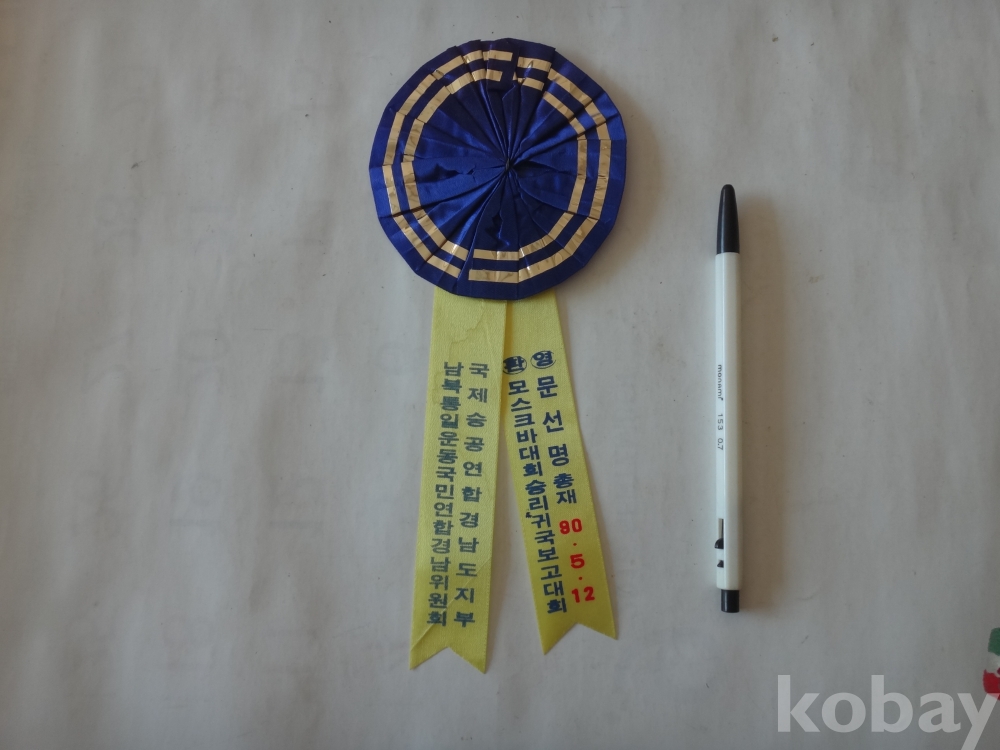 국제승공연합경남도지부
남북통일운동국민연합경남위원회
환영
문선명총재 90.5.12
모스크바대회승리귀국보고대회
monami 153 0.7
kobay